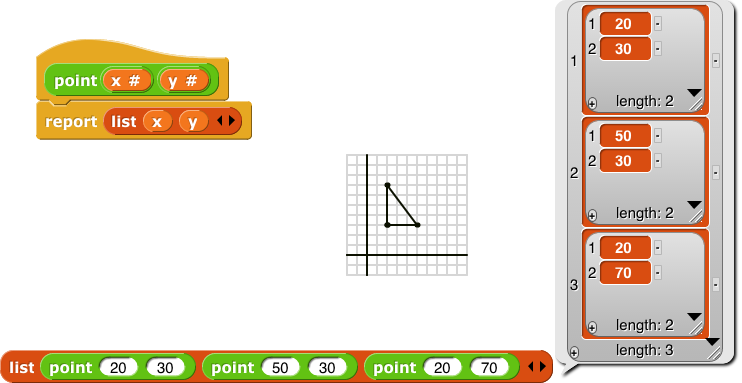 point x # y #
report list x y
list point 20 30 point 50 30 point 20 70
1
1 20
2 30
+ length: 2
2
1 50
2 30
+ length: 2
3
1 20
2 70
+ length: 2
+ length: 3